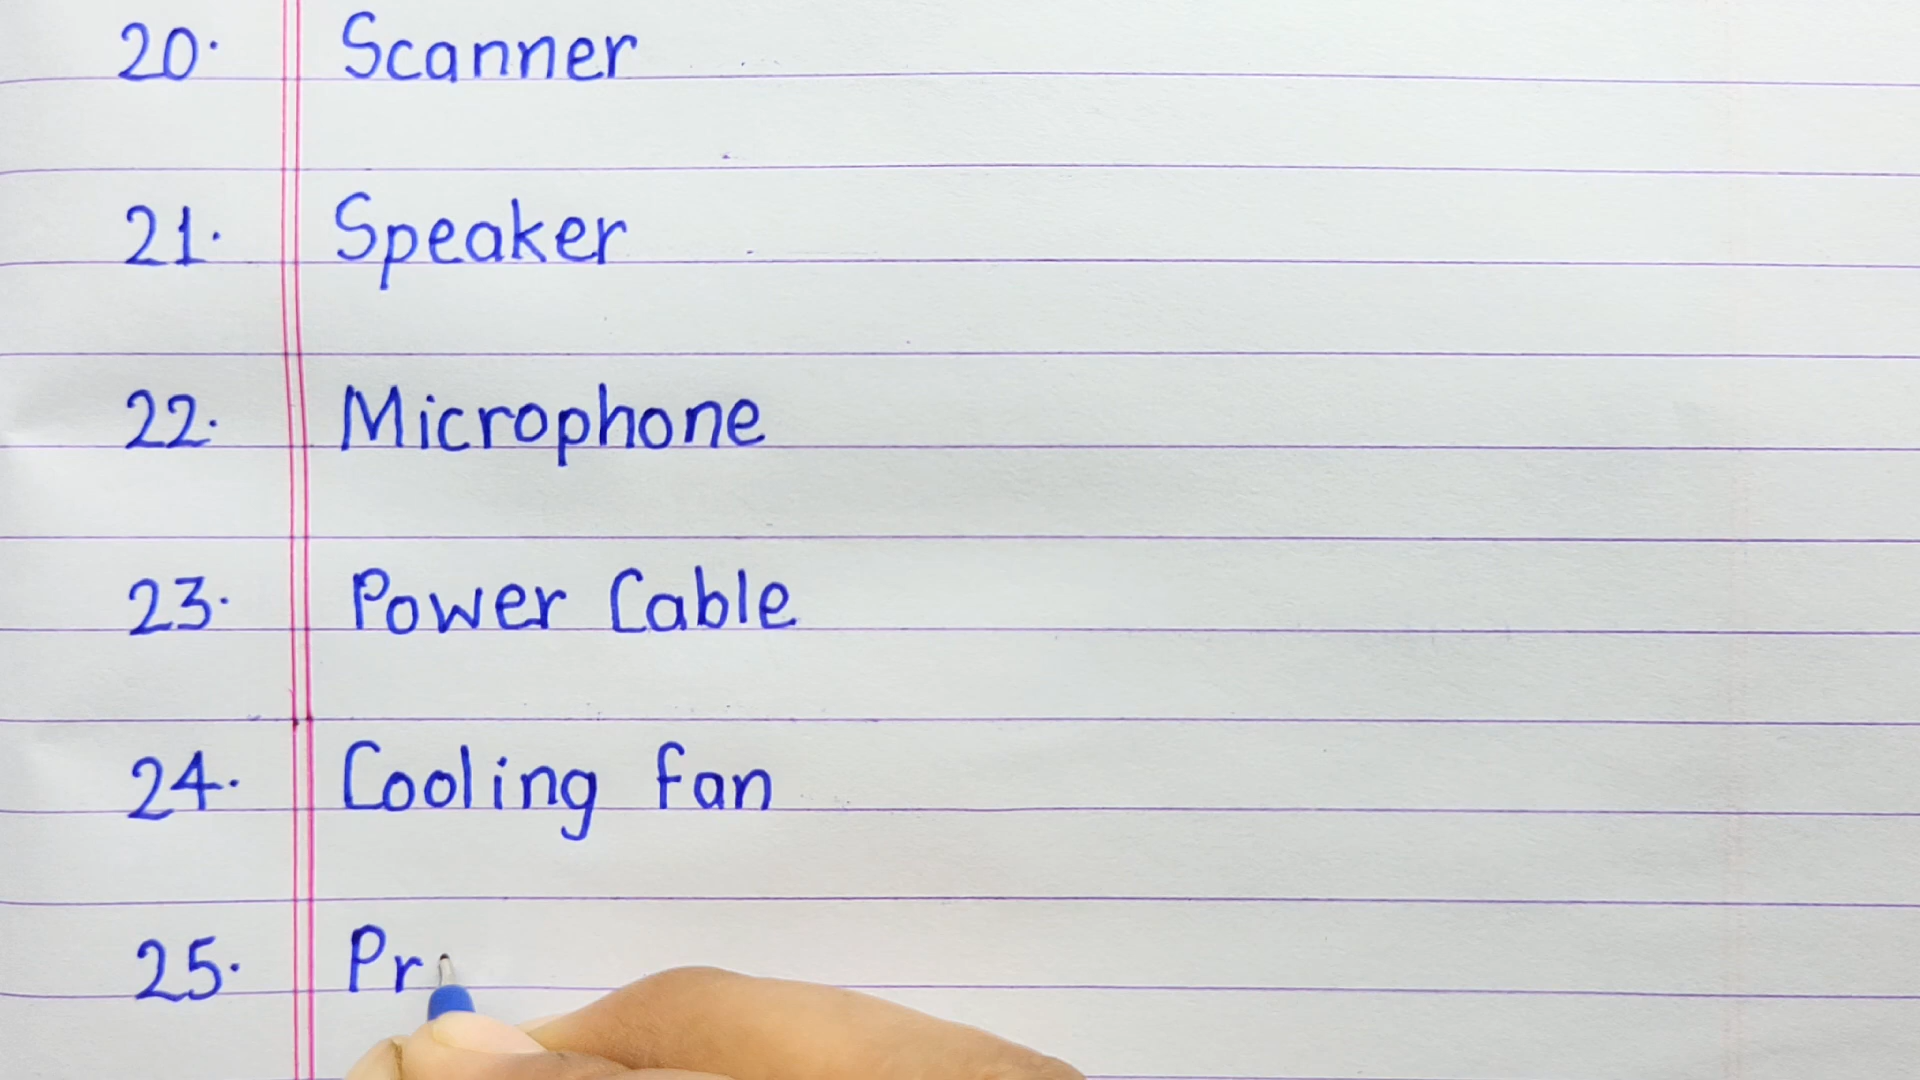 20. Scanner
21. Speaker
22. Microphone
23. Power Cable
24. Cooling fan
25. Pr